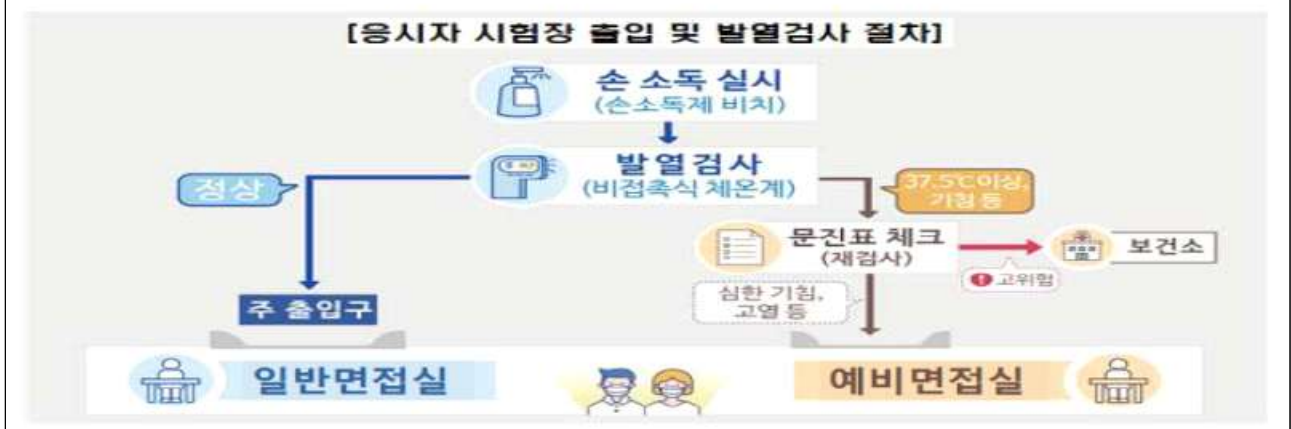 [응시자 시험장 출입 및 발열검사 절차]
손 소독 실시
(손소독제 비치)
발열검사
(비접촉식 체온계)
정상
37.5℃이상,
기침 등
문진표 체크
(재검사)
보건소
고위험
심한 기침,
고열 등
주 출입구
일반면접실
예비면접실